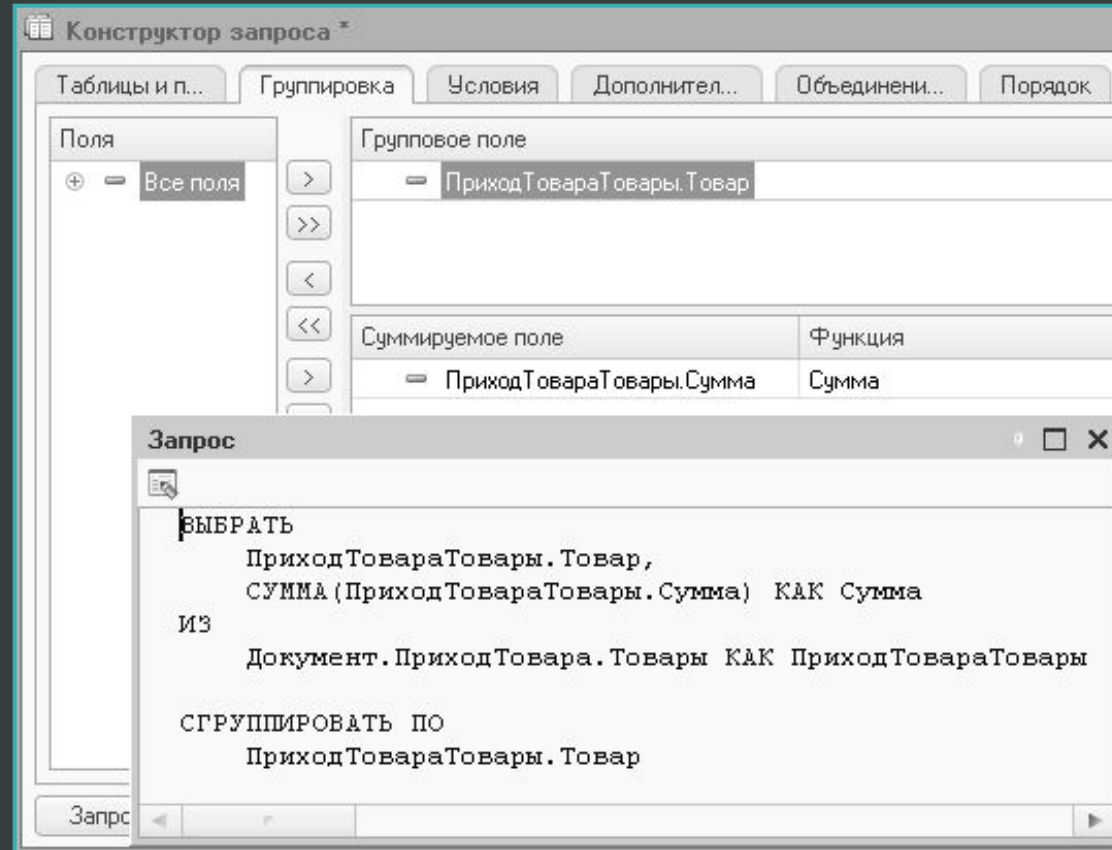 Конструктор запроса *
Таблицы и п... Группировка Условия Дополнител... Объединени... Порядок
Поля
Групповое поле
Все поля
>
ПриходТовараТовары.Товар
>>
<
<<
Суммируемое поле Функция
>
ПриходТовараТовары.Сумма Сумма
Запрос
ВЫБРАТЬ
ПриходТовараТовары.Товар,
СУММА(ПриходТовараТовары.Сумма) КАК Сумма
ИЗ
Документ.ПриходТовара.Товары КАК ПриходТовараТовары
СГРУППИРОВАТЬ ПО
ПриходТовараТовары.Товар
Запрс